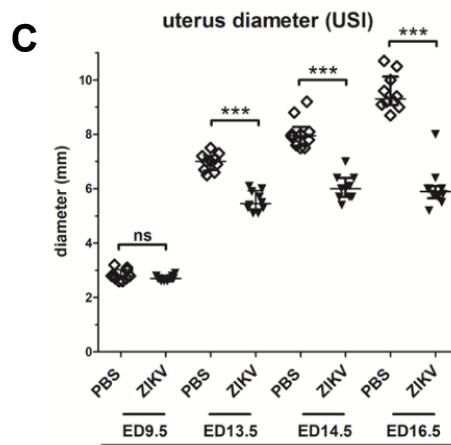 C
uterus diameter (USI)
diameter (mm)
10
8
6
4
2
0
ns
***
***
***
PBS ZIKV PBS ZIKV PBS ZIKV PBS ZIKV
ED9.5 ED13.5 ED14.5 ED16.5